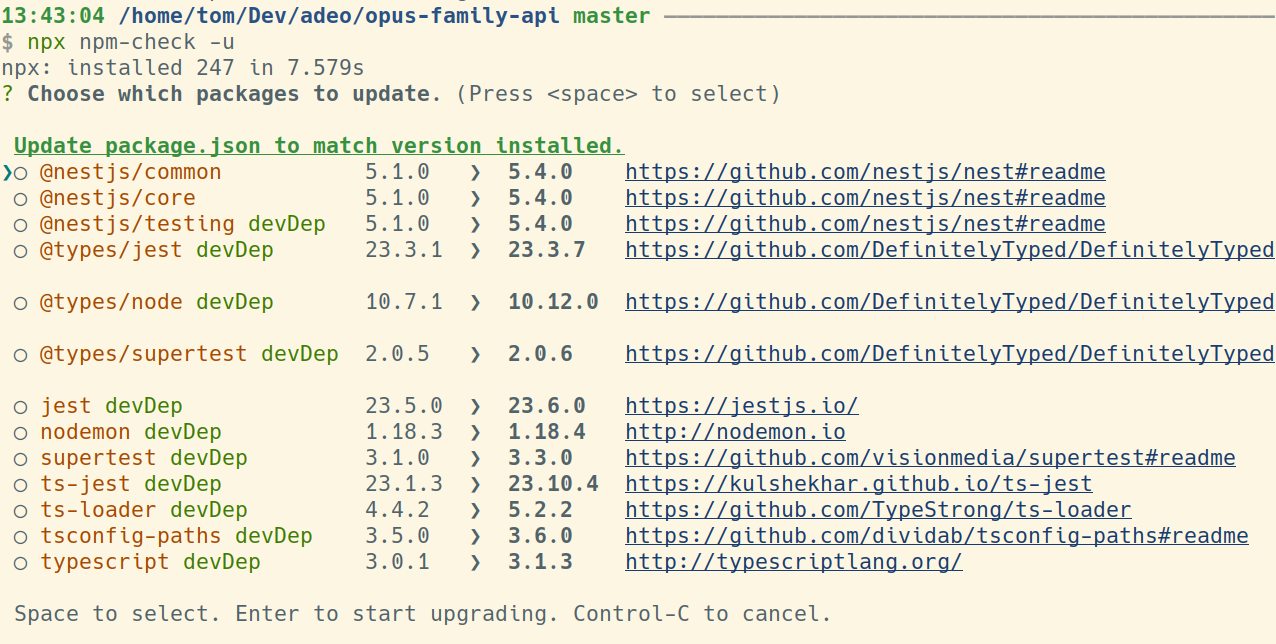 13:43:04 /home/tom/Dev/adeo/opus-family-api master
$ npx npm-check -u
npx: installed 247 in 7.579s
? Choose which packages to update. (Press <space> to select)
Update package.json to match version installed.
❯○ @nestjs/common 5.1.0 ❯ 5.4.0 https://github.com/nestjs/nest#readme
○ @nestjs/core 5.1.0 ❯ 5.4.0 https://github.com/nestjs/nest#readme
○ @nestjs/testing devDep 5.1.0 ❯ 5.4.0 https://github.com/nestjs/nest#readme
○ @types/jest devDep 23.3.1 ❯ 23.3.7 https://github.com/DefinitelyTyped/DefinitelyTyped
○ @types/node devDep 10.7.1 ❯ 10.12.0 https://github.com/DefinitelyTyped/DefinitelyTyped
○ @types/supertest devDep 2.0.5 ❯ 2.0.6 https://github.com/DefinitelyTyped/DefinitelyTyped
○ jest devDep 23.5.0 ❯ 23.6.0 https://jestjs.io/
○ nodemon devDep 1.18.3 ❯ 1.18.4 http://nodemon.io
○ supertest devDep 3.1.0 ❯ 3.3.0 https://github.com/visionmedia/supertest#readme
○ ts-jest devDep 23.1.3 ❯ 23.10.4 https://kulshekhar.github.io/ts-jest
○ ts-loader devDep 4.4.2 ❯ 5.2.2 https://github.com/TypeStrong/ts-loader
○ tsconfig-paths devDep 3.5.0 ❯ 3.6.0 https://github.com/dividab/tsconfig-paths#readme
○ typescript devDep 3.0.1 ❯ 3.1.3 http://typescriptlang.org/
Space to select. Enter to start upgrading. Control-C to cancel.